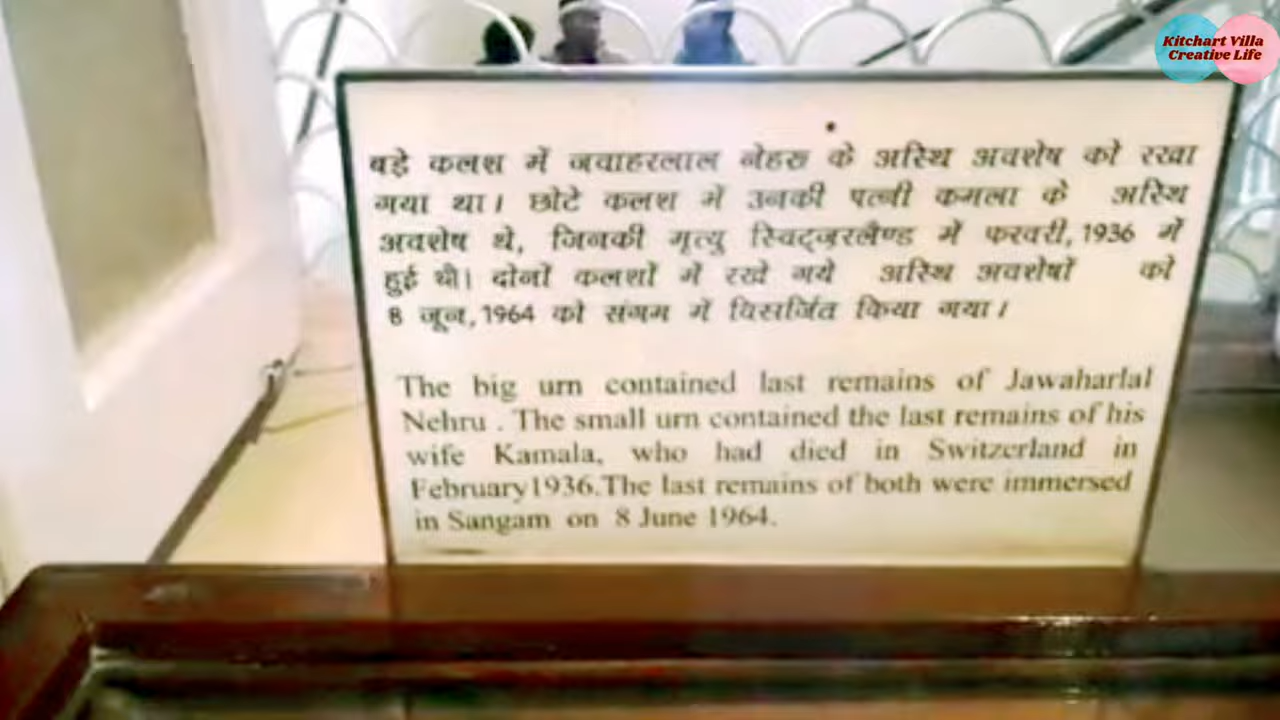 Kitchart Villa
Creative Life
बड़े कलश में जवाहरलाल नेहरू के अस्थि अवशेष को रखा
गया था। छोटे कलश में उनकी पत्नी कमला के अस्थि
अवशेष थे, जिनकी मृत्यु स्विट्ज़रलैण्ड में फरवरी, 1936 में
हुई थी। दोनों कलशों में रखे गये अस्थि अवशेषों को
8 जून, 1964 को संगम में विसर्जित किया गया।
The big urn contained last remains of Jawaharlal
Nehru . The small urn contained the last remains of his
wife Kamala, who had died in Switzerland in
February1936.The last remains of both were immersed
in Sangam on 8 June 1964.